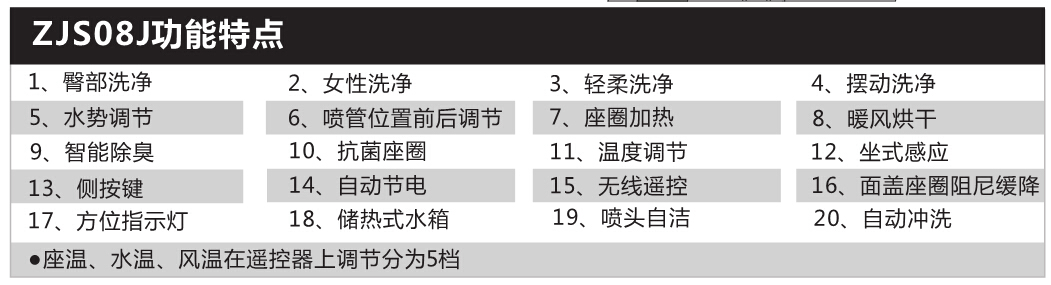 ZJS08J功能特点
1、臀部洗净 2、女性洗净 3、轻柔洗净 4、摆动洗净
5、水势调节 6、喷管位置前后调节 7、座圈加热 8、暖风烘干
9、智能除臭 10、抗菌座圈 11、温度调节 12、坐式感应
13、侧按键 14、自动节电 15、无线遥控 16、面盖座圈阻尼缓降
17、方位指示灯 18、储热式水箱 19、喷头自洁 20、自动冲洗
●座温、水温、风温在遥控器上调节分为5档